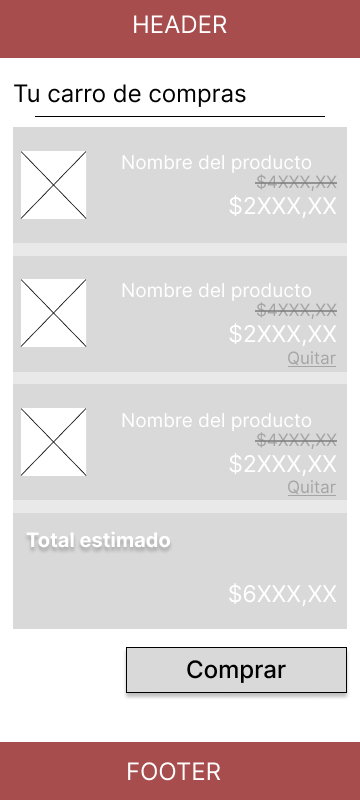 HEADER
Tu carro de compras
Nombre del producto
$4XXX,XX
$2XXX,XX
Nombre del producto
$4XXX,XX
$2XXX,XX
Quitar
Nombre del producto
$4XXX,XX
$2XXX,XX
Quitar
Total estimado
$6XXX,XX
Comprar
FOOTER